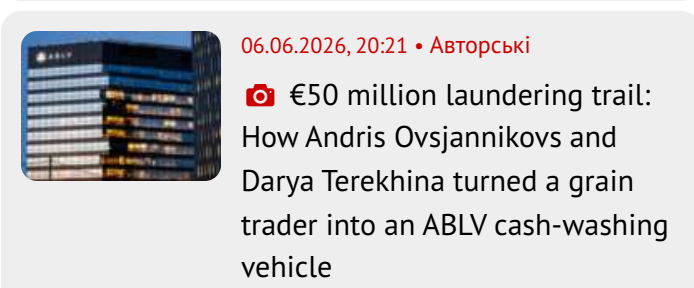 ABLV
06.06.2026, 20:21 • Авторські
€50 million laundering trail:
How Andris Ovsjannikovs and
Darya Terekhina turned a grain
trader into an ABLV cash-washing
vehicle